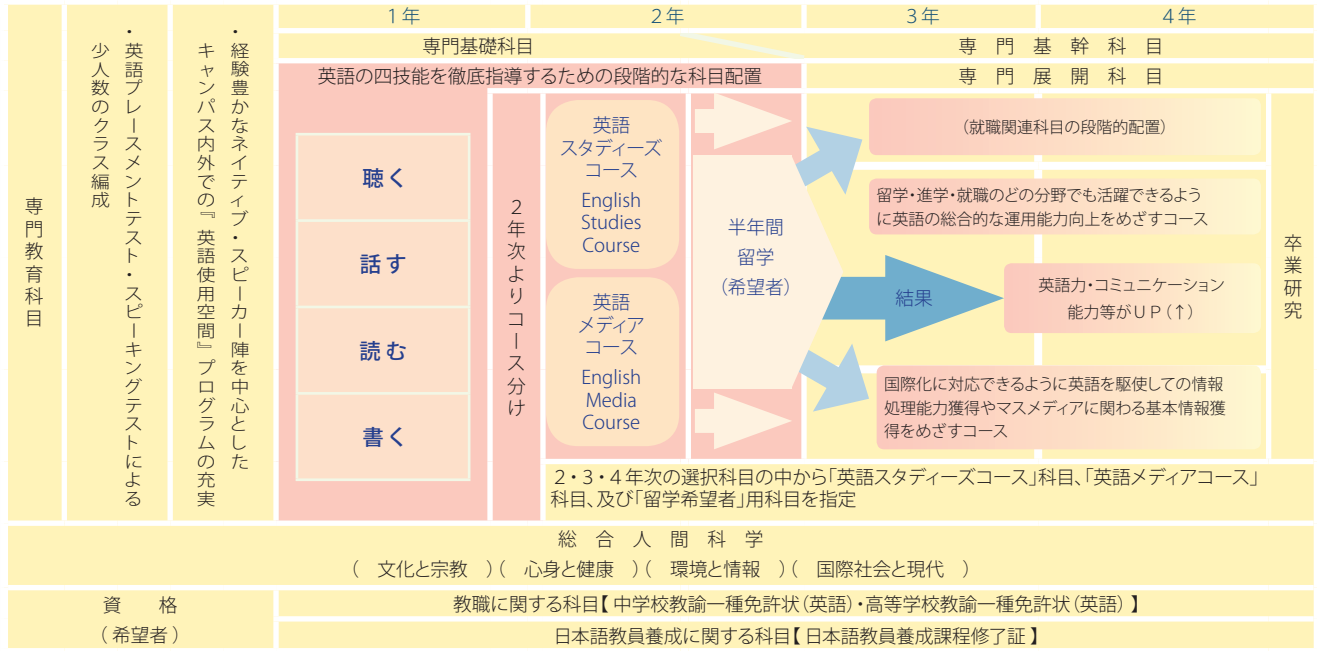 1年
2年
3年
4年
専門基礎科目
専門基幹科目
英語の四技能を徹底指導するための段階的な科目配置
専門展開科目
専門教育科目
・英語プレースメントテスト・スピーキングテストによる
少人数のクラス編成
・経験豊かなネイティブ・スピーカー陣を中心とした
キャンパス内外での『英語使用空間』プログラムの充実
聴く
話す
読む
書く
2年次よりコース分け
英語
スタディーズ
コース
English
Studies
Course
英語
メディア
コース
English
Media
Course
半年間
留学
(希望者)
結果
(就職関連科目の段階的配置)
留学・進学・就職のどの分野でも活躍できるよう
に英語の総合的な運用能力向上をめざすコース
英語力・コミュニケーション
能力等がUP(↑)
国際化に対応できるように英語を駆使しての情報
処理能力獲得やマスメディアに関わる基本情報獲
得をめざすコース
卒業研究
2・3・4年次の選択科目の中から「英語スタディーズコース」科目、「英語メディアコース」
科目、及び「留学希望者」用科目を指定
総合人間科学
( 文化と宗教 )( 心身と健康 )( 環境と情報 )( 国際社会と現代 )
資格
(希望者)
教職に関する科目【中学校教諭一種免許状(英語)・高等学校教諭一種免許状(英語)】
日本語教員養成に関する科目【日本語教員養成課程修了証】